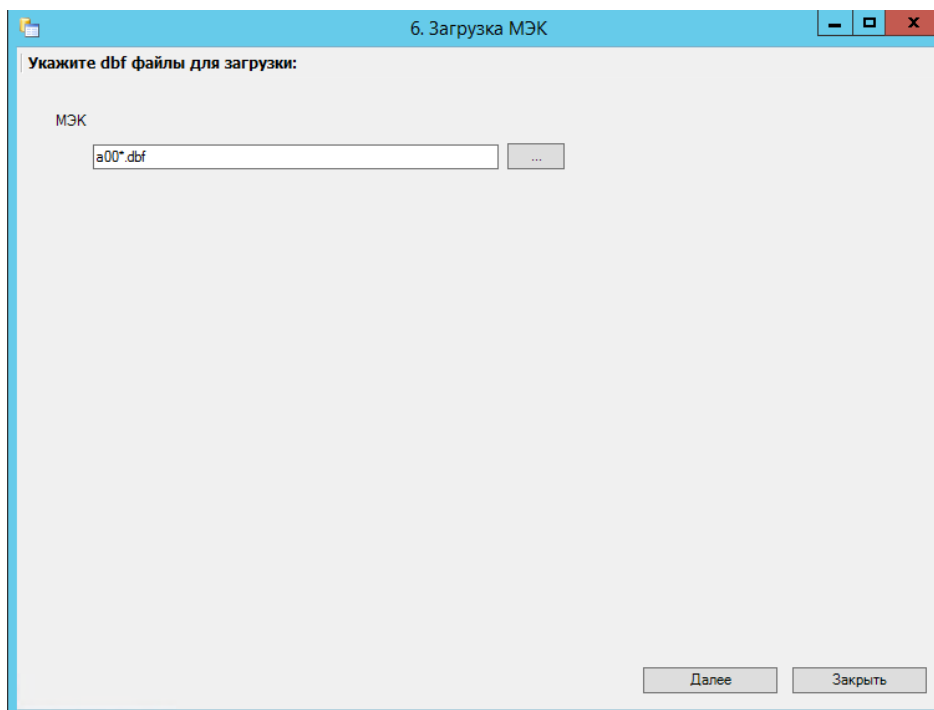 6. Загрузка МЭК
Укажите dbf файлы для загрузки:
МЭК
a00*.dbf
...
Далее
Закрыть